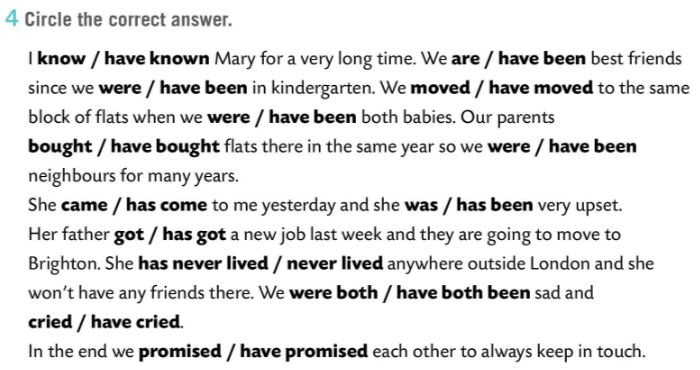 4 Circle the correct answer.
I know / have known Mary for a very long time. We are / have been best friends
since we were / have been in kindergarten. We moved / have moved to the same
block of flats when we were / have been both babies. Our parents
bought / have bought flats there in the same year so we were / have been
neighbours for many years.
She came / has come to me yesterday and she was / has been very upset.
Her father got / has got a new job last week and they are going to move to
Brighton. She has never lived / never lived anywhere outside London and she
won't have any friends there. We were both / have both been sad and
cried / have cried.
In the end we promised / have promised each other to always keep in touch.